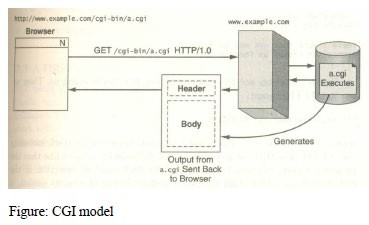 http://www.example.com/cgi-bin/a.cgi
www.example.com
Browser
N
GET /cgi-bin/a.cgi HTTP/1.0
a.cgi
Executes
Header
Body
Generates
Output from
a.cgi Sent Back
to Browser
Figure: CGI model